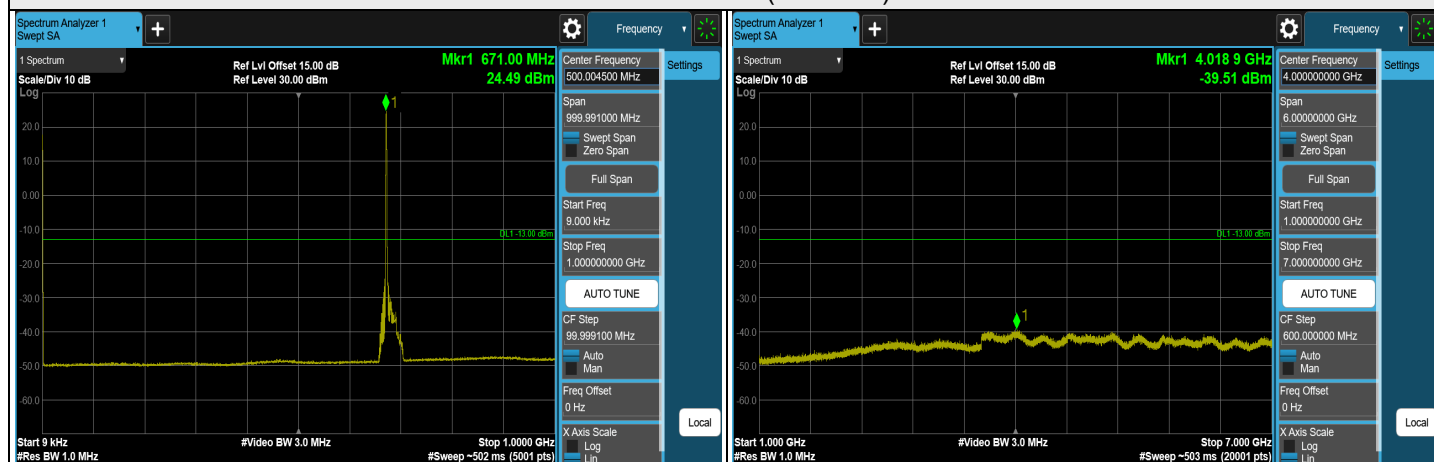 Spectrum Analyzer 1
Swept SA
+
Frequency
1 Spectrum
Scale/Div 10 dB
Log
Ref Lvl Offset 15.00 dB
Ref Level 30.00 dBm
Mkr1 671.00 MHz
24.49 dBm
1
20.0
10.0
0.00
-10.0
-20.0
-30.0
-40.0
-50.0
-60.0
DL1 -13.00 dBm
Start 9 kHz
#Res BW 1.0 MHz
#Video BW 3.0 MHz
Stop 1.0000 GHz
#Sweep ~502 ms (5001 pts)
Center Frequency
500.004500 MHz
Span
999.991000 MHz
Swept Span
Zero Span
Full Span
Start Freq
9.000 kHz
Stop Freq
1.000000000 GHz
AUTO TUNE
CF Step
99.999100 MHz
Auto
Man
Freq Offset
0 Hz
X Axis Scale
Log
Lin
Settings
Local
Spectrum Analyzer 1
Swept SA
+
Frequency
1 Spectrum
Scale/Div 10 dB
Log
Ref Lvl Offset 15.00 dB
Ref Level 30.00 dBm
Mkr1 4.018 9 GHz
-39.51 dBm
1
20.0
10.0
0.00
-10.0
-20.0
-30.0
-40.0
-50.0
-60.0
DL1 -13.00 dBm
Start 1.000 GHz
#Res BW 1.0 MHz
#Video BW 3.0 MHz
Stop 7.000 GHz
#Sweep ~503 ms (20001 pts)
Center Frequency
4.000000000 GHz
Span
6.00000000 GHz
Swept Span
Zero Span
Full Span
Start Freq
1.000000000 GHz
Stop Freq
7.000000000 GHz
AUTO TUNE
CF Step
600.000000 MHz
Auto
Man
Freq Offset
0 Hz
X Axis Scale
Log
Lin
Settings
Local